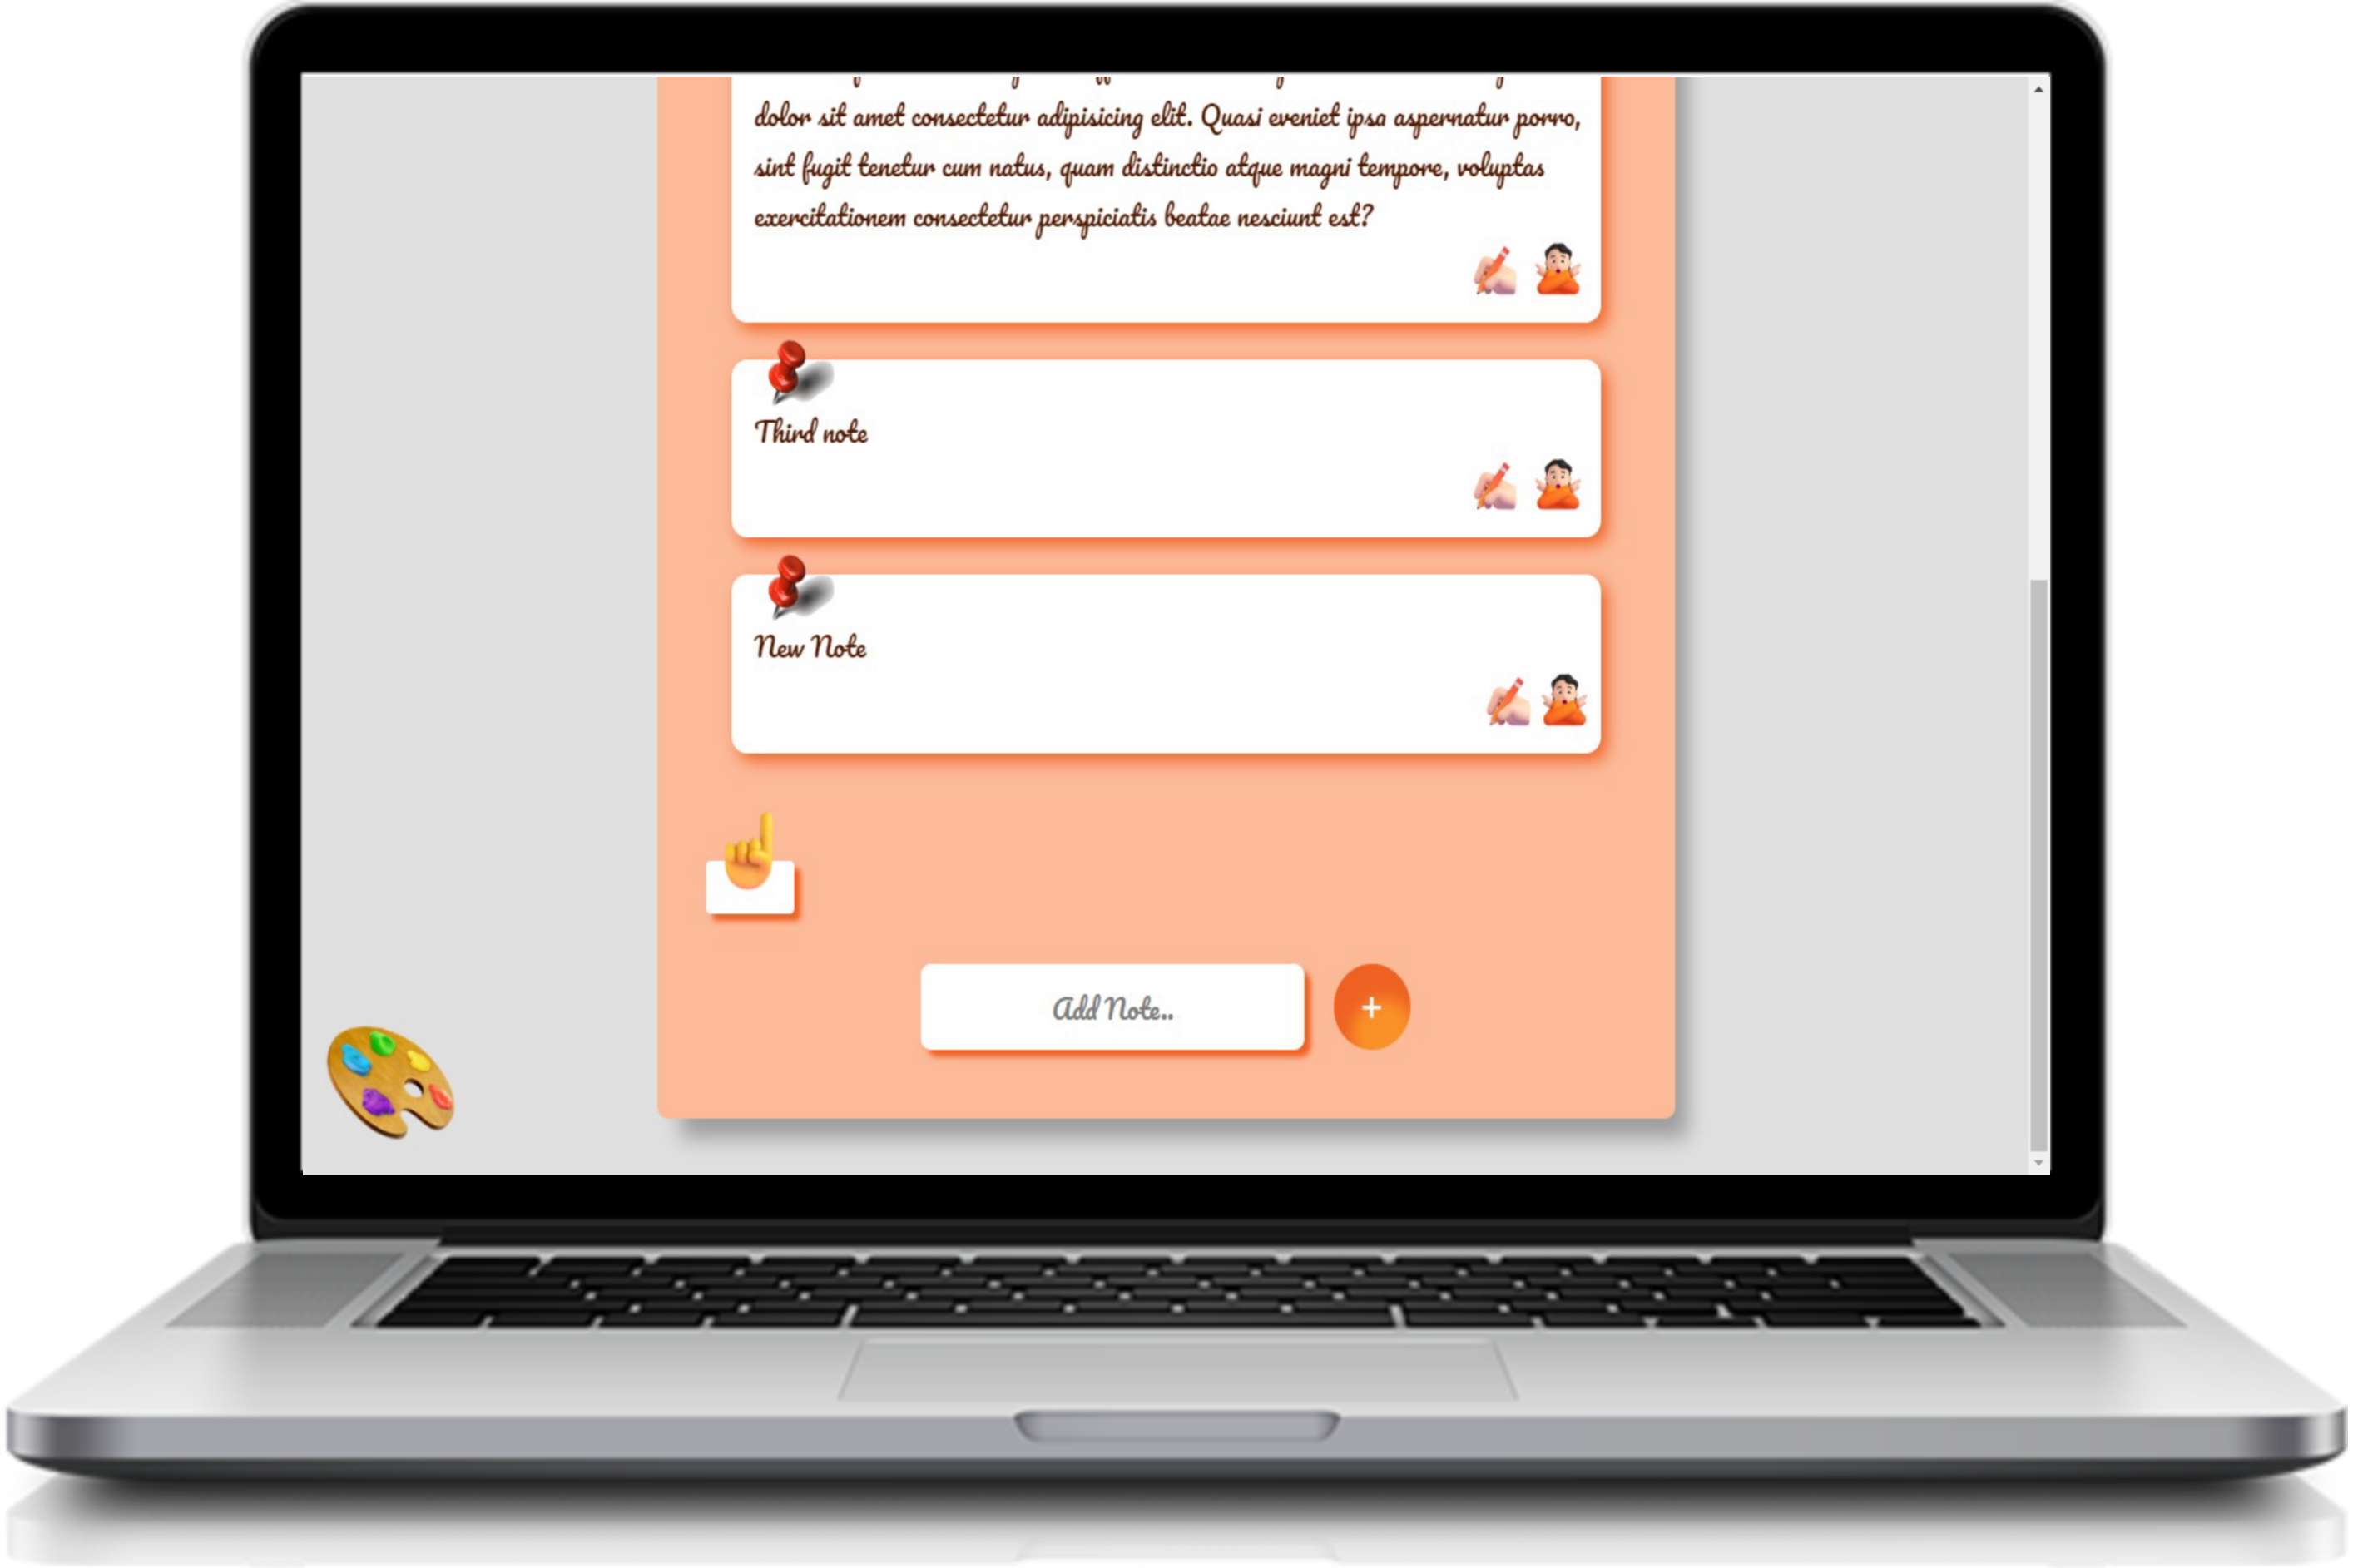 dolor sit amet consectetur adipisicing elit. Quasi eveniet ipsa aspernatur porro,
sint fugit tenetur cum natus, quam distinctio atque magni tempore, voluptas
exercitationem consectetur perspiciatis beatae nesciunt est?
Third note
New Note
Add Note..
+